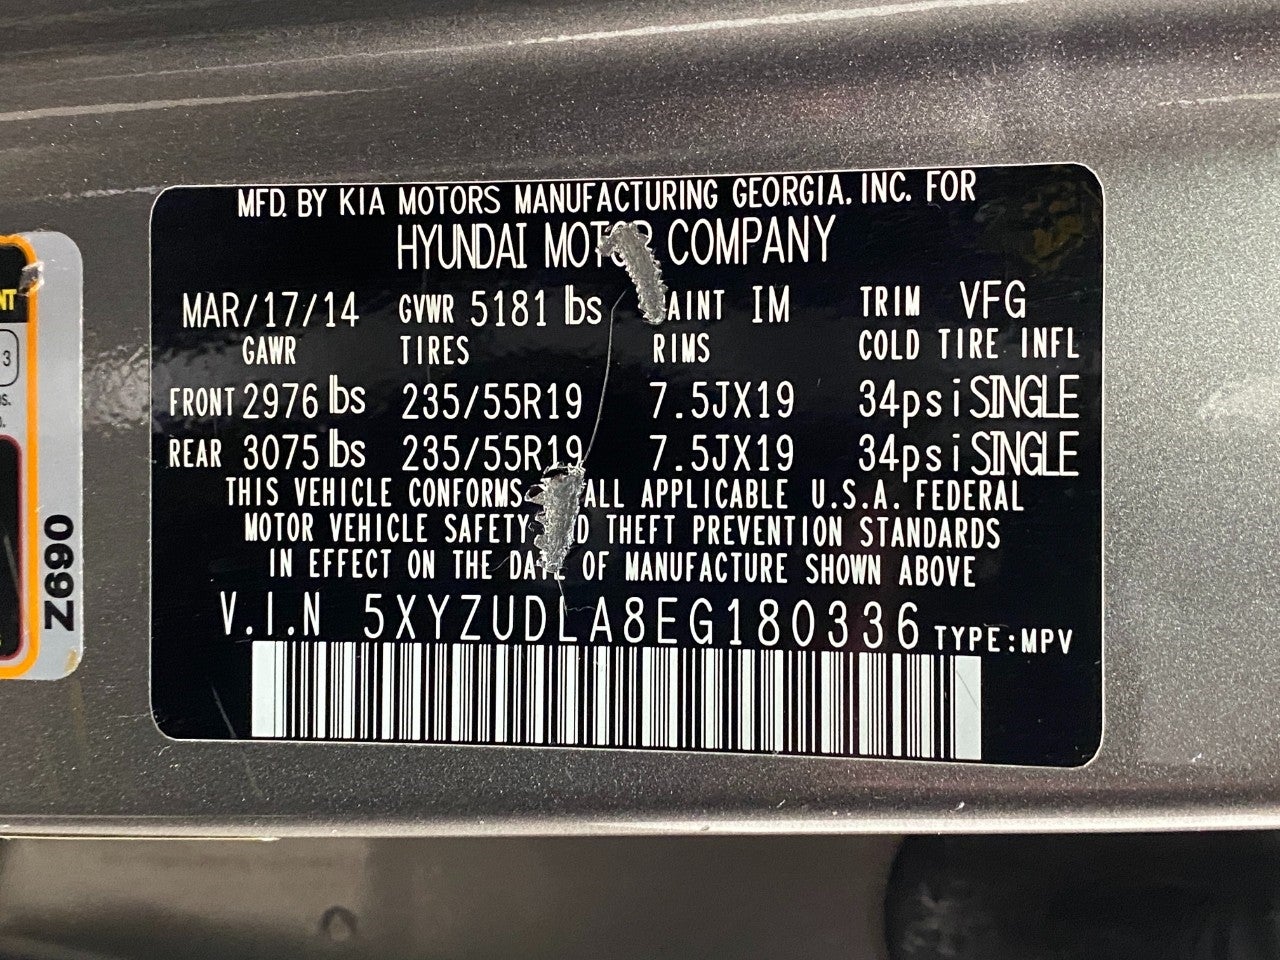 MFD. BY KIA MOTORS MANUFACTURING GEORGIA, INC. FOR
HYUNDAI MOTOR COMPANY
MAR/17/14 GVWR 5181 lbs PAINT IM TRIM VFG
GAWR TIRES RIMS COLD TIRE INFL
FRONT 2976 lbs 235/55R19 7.5JX19 34psi SINGLE
REAR 3075 lbs 235/55R19 7.5JX19 34psi SINGLE
THIS VEHICLE CONFORMS ALL APPLICABLE U.S.A. FEDERAL
MOTOR VEHICLE SAFETY THEFT PREVENTION STANDARDS
IN EFFECT ON THE DATE OF MANUFACTURE SHOWN ABOVE
V.I.N 5XYZUDLA8EG180336 TYPE:MPV
NT
3
Z690